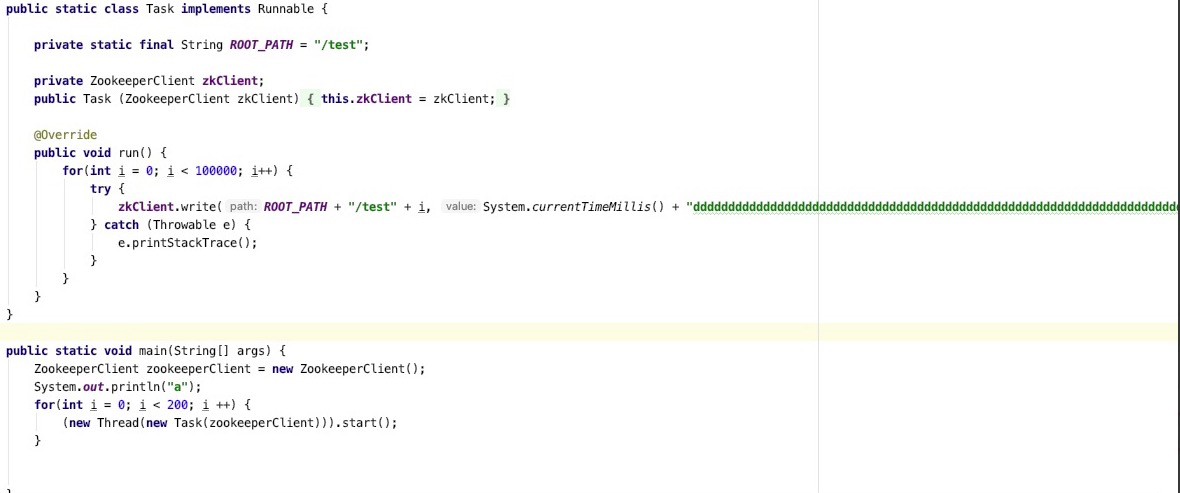 public static class Task implements Runnable {
private static final String ROOT_PATH = "/test";
private ZookeeperClient zkClient;
public Task (ZookeeperClient zkClient) { this.zkClient = zkClient; }
@Override
public void run() {
for(int i = 0; i < 100000; i++) {
try {
zkClient.write( path: ROOT_PATH + "/test" + i, value: System.currentTimeMillis() + "ddddddddddddddddddddddddddddddddddddddddddddddddddddddddddddddddddddd
} catch (Throwable e) {
e.printStackTrace();
}
}
}
}
public static void main(String[] args) {
ZookeeperClient zookeeperClient = new ZookeeperClient();
System.out.println("a");
for(int i = 0; i < 200; i ++) {
(new Thread(new Task(zookeeperClient))).start();
}
}